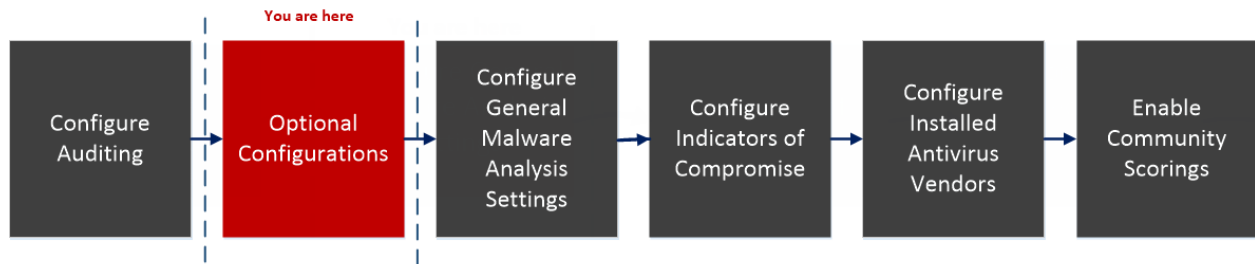 You are here
Configure
Auditing
Optional
Configurations
Configure
General
Malware
Analysis
Settings
Configure
Indicators of
Compromise
Configure
Installed
Antivirus
Vendors
Enable
Community
Scorings